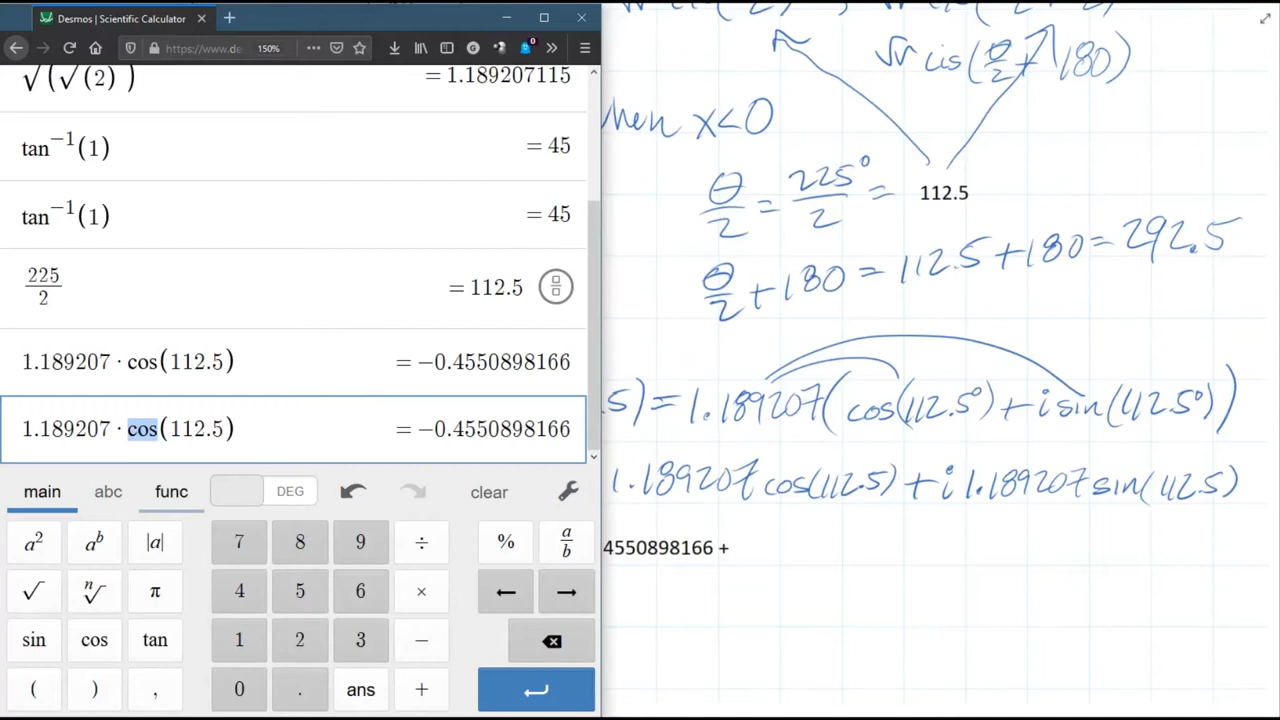 Desmos | Scientific Calculator
https://www.de 150%
√(√(2)) = 1.189207115
tan⁻¹(1) = 45
tan⁻¹(1) = 45
225/2 = 112.5
1.189207 · cos(112.5) = −0.4550898166
1.189207 · cos(112.5) = −0.4550898166
main abc func DEG clear
a² aᵇ |a| 7 8 9 ÷ % a/b
√ ⁿ√ π 4 5 6 × ← →
sin cos tan 1 2 3 −
( ) , 0 . ans +
√r cis(θ/2 + 180)
hen x<0
θ/2 = 225°/2 = 112.5
θ/2 + 180 = 112.5 + 180 = 292.5
.5) = 1.189207(cos(112.5°) + i sin(112.5°))
1.189207 cos(112.5) + i 1.189207 sin(112.5)
4550898166 +